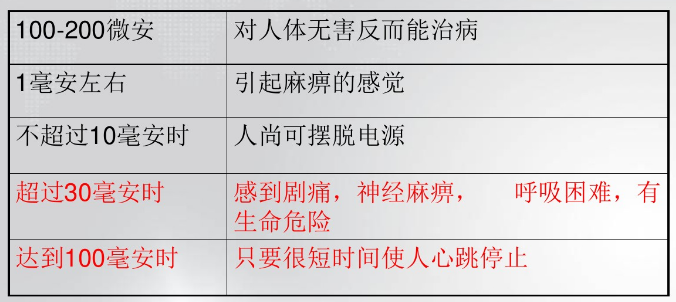 100-200微安 对人体无害反而能治病
1毫安左右 引起麻痹的感觉
不超过10毫安时 人尚可摆脱电源
超过30毫安时 感到剧痛，神经麻痹， 呼吸困难，有
生命危险
达到100毫安时 只要很短时间使人心跳停止